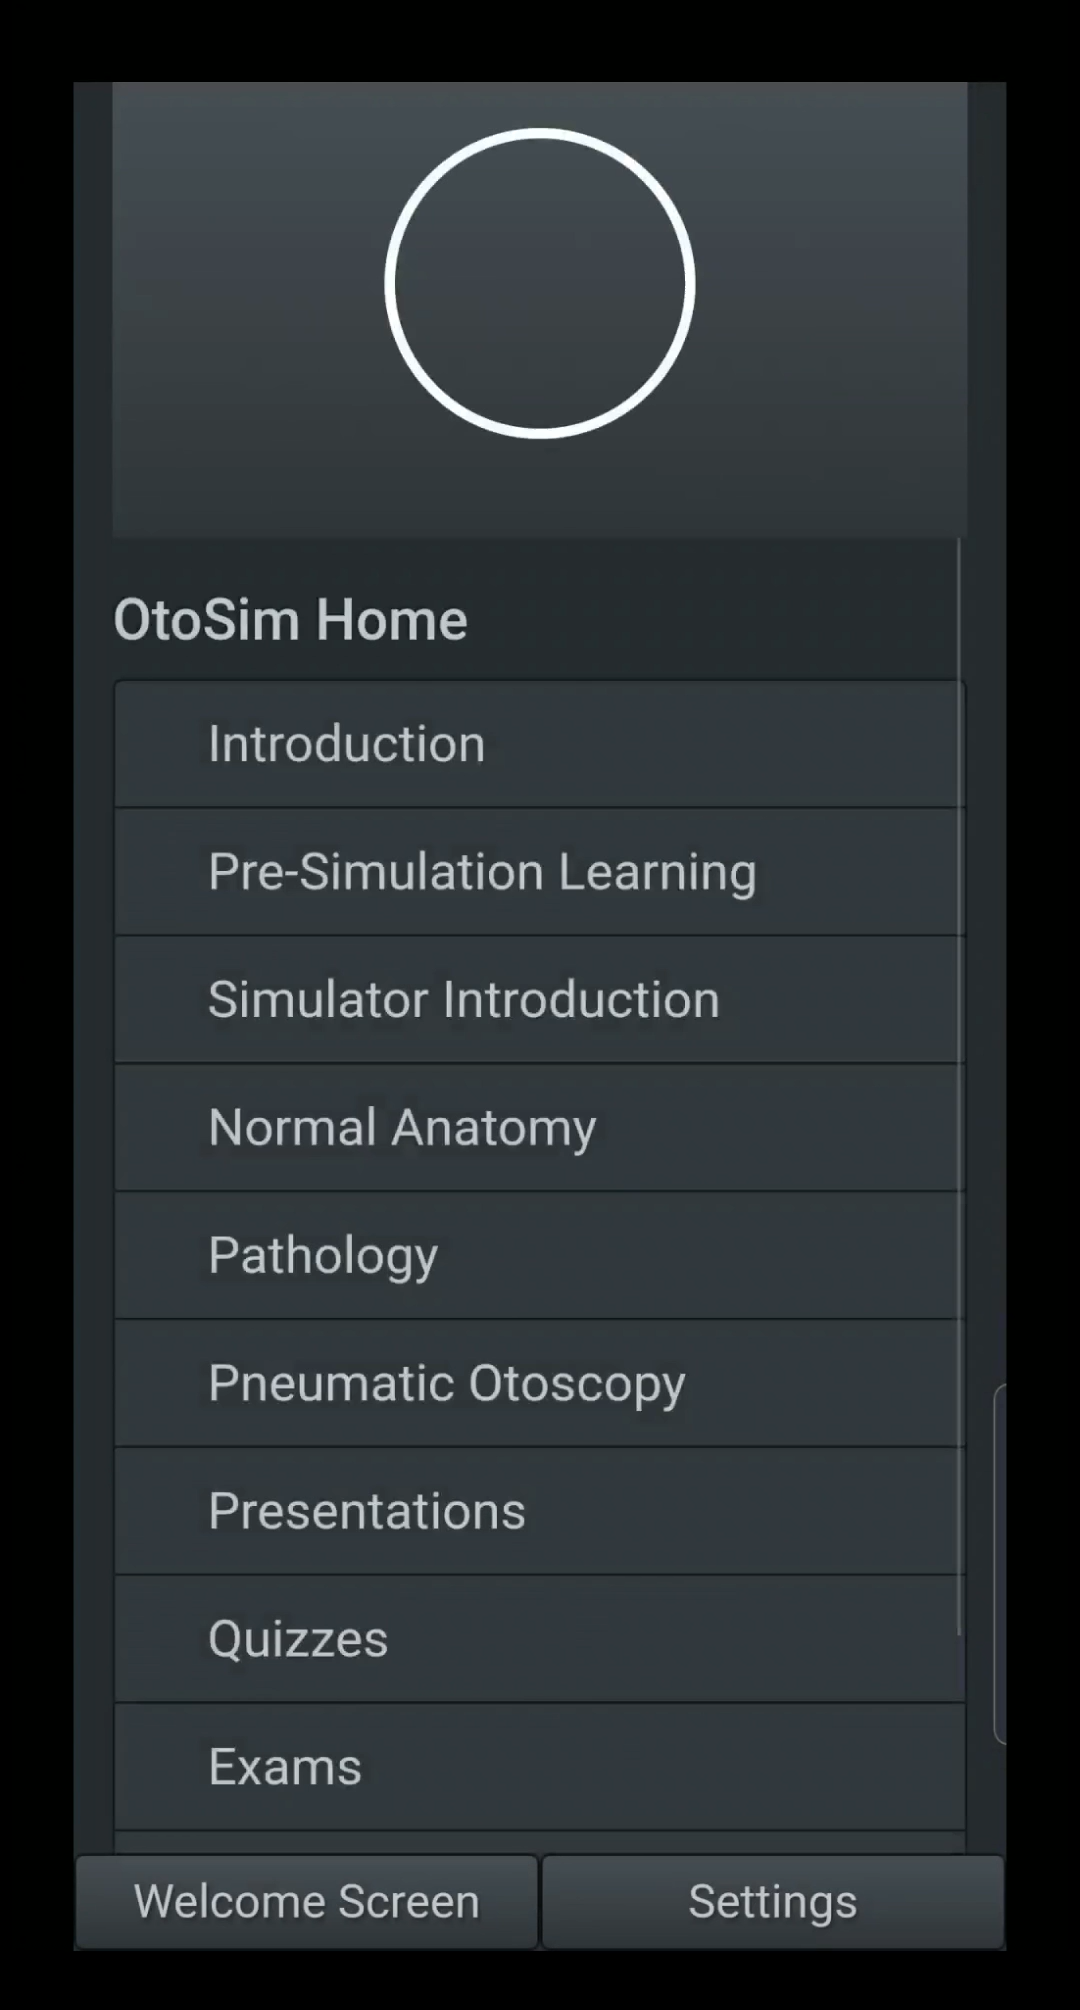 OtoSim Home
Introduction
Pre-Simulation Learning
Simulator Introduction
Normal Anatomy
Pathology
Pneumatic Otoscopy
Presentations
Quizzes
Exams
Welcome Screen
Settings